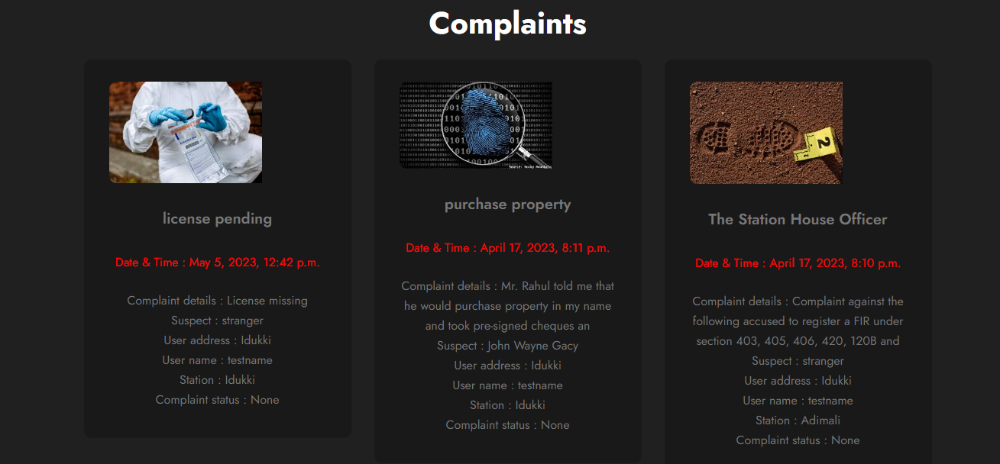 Complaints
license pending
Date & Time : May 5, 2023, 12:42 p.m.
Complaint details : License missing
Suspect : stranger
User address : Idukki
User name : testname
Station : Idukki
Complaint status : None
Source: Rocky Mountain
purchase property
Date & Time : April 17, 2023, 8:11 p.m.
Complaint details : Mr. Rahul told me that
he would purchase property in my name
and took pre-signed cheques an
Suspect : John Wayne Gacy
User address : Idukki
User name : testname
Station : Idukki
Complaint status : None
2
2
The Station House Officer
Date & Time : April 17, 2023, 8:10 p.m.
Complaint details : Complaint against the
following accused to register a FIR under
section 403, 405, 406, 420, 120B and
Suspect : stranger
User address : Idukki
User name : testname
Station : Adimali
Complaint status : None